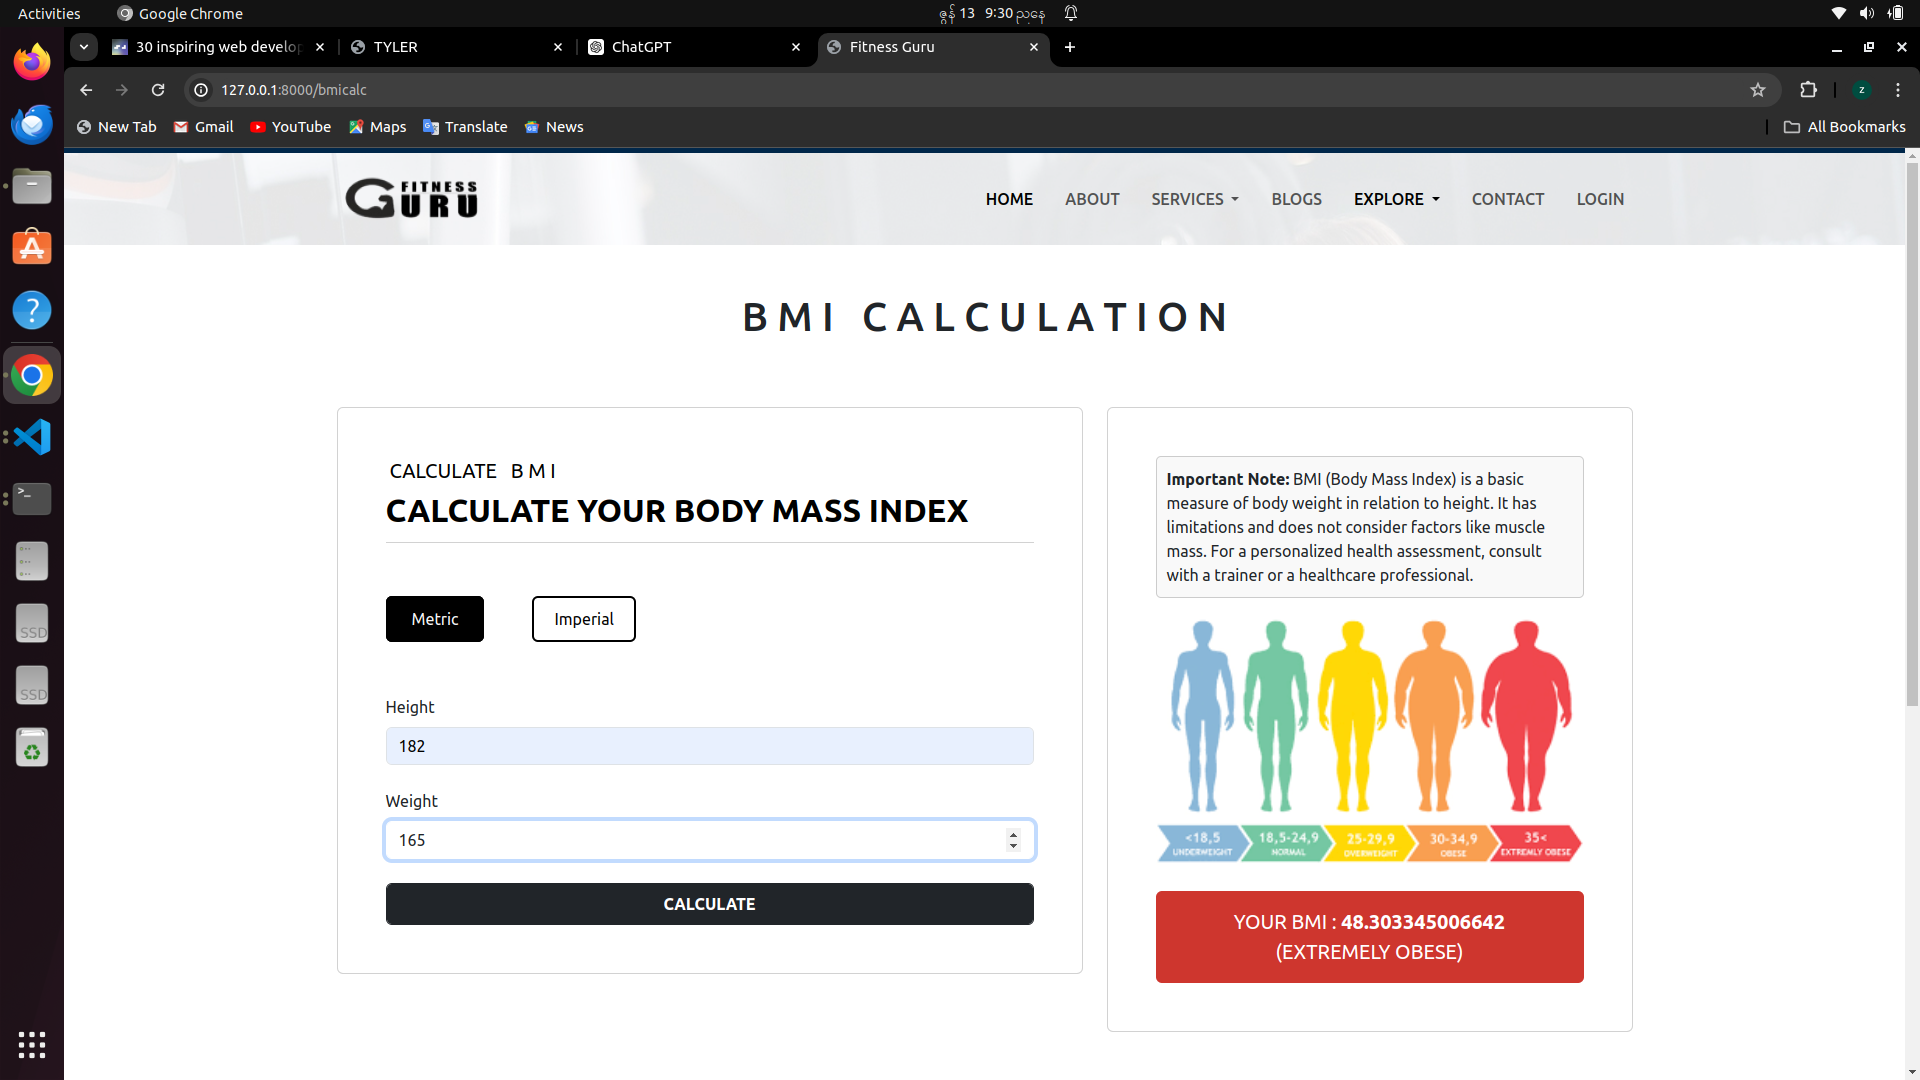 Activities
Google Chrome
ဇွန် 13 9:30 ညနေ
30 inspiring web develop
TYLER
ChatGPT
Fitness Guru
127.0.0.1:8000/bmicalc
z
New Tab
Gmail
YouTube
Maps
Translate
News
All Bookmarks
FITNESS
GURU
HOME
ABOUT
SERVICES
BLOGS
EXPLORE
CONTACT
LOGIN
BMI CALCULATION
CALCULATE BMI
CALCULATE YOUR BODY MASS INDEX
Metric
Imperial
Height
182
Weight
165
CALCULATE
Important Note: BMI (Body Mass Index) is a basic
measure of body weight in relation to height. It has
limitations and does not consider factors like muscle
mass. For a personalized health assessment, consult
with a trainer or a healthcare professional.
<18,5
UNDERWEIGHT
18,5-24,9
NORMAL
25-29,9
OVERWEIGHT
30-34,9
OBESE
35<
EXTREMLY OBESE
YOUR BMI : 48.303345006642
(EXTREMELY OBESE)
SSD
SSD